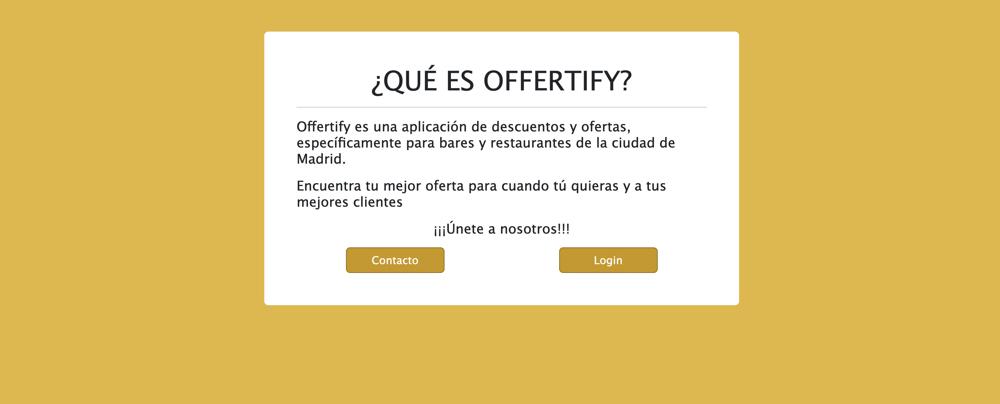 ¿QUÉ ES OFFERTIFY?
Offertify es una aplicación de descuentos y ofertas,
específicamente para bares y restaurantes de la ciudad de
Madrid.
Encuentra tu mejor oferta para cuando tú quieras y a tus
mejores clientes
¡¡¡Únete a nosotros!!!
Contacto
Login